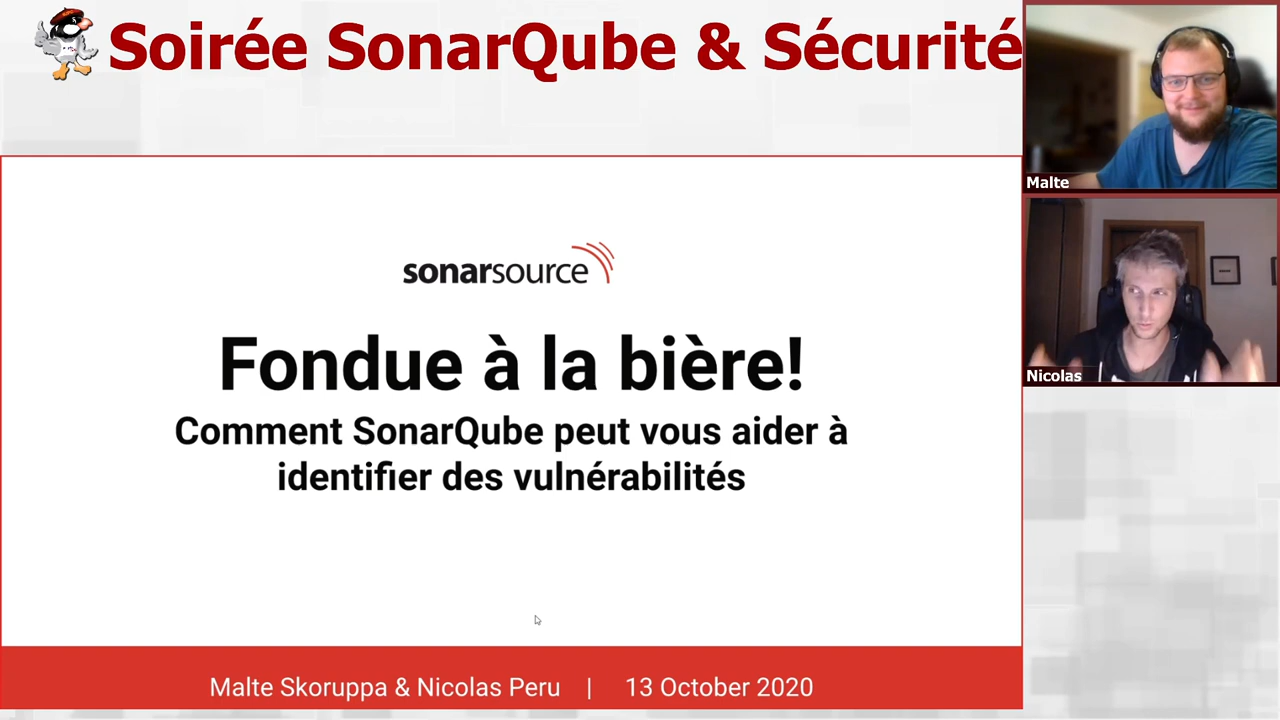 Soirée SonarQube & Sécurité
Malte
Nicolas
sonarsource
Fondue à la bière!
Comment SonarQube peut vous aider à
identifier des vulnérabilités
Malte Skoruppa & Nicolas Peru | 13 October 2020